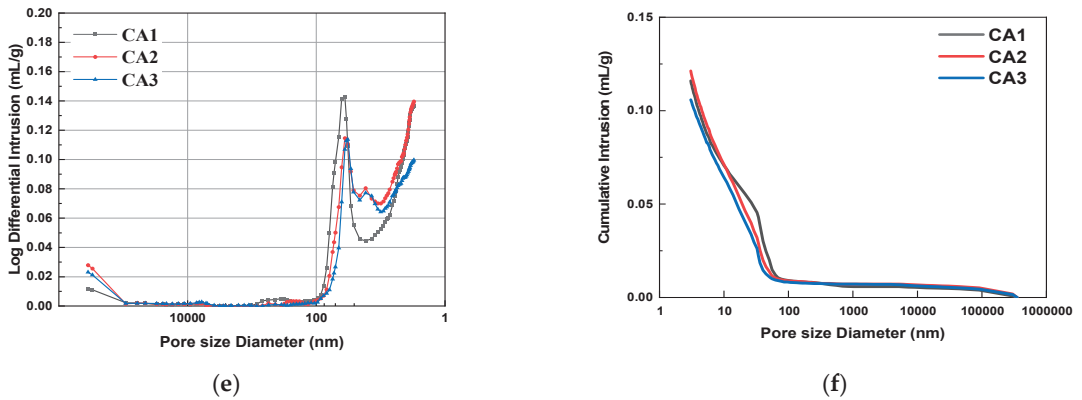 0.20
0.18
0.16
0.14
0.12
0.10
0.08
0.06
0.04
0.02
0.00
Log Differential Intrusion (mL/g)
CA1
CA2
CA3
10000 100 1
Pore size Diameter (nm)
(e)
0.15
0.10
0.05
0.00
Cumulative Intrusion (mL/g)
CA1
CA2
CA3
1 10 100 1000 10000 100000 1000000
Pore size Diameter (nm)
(f)